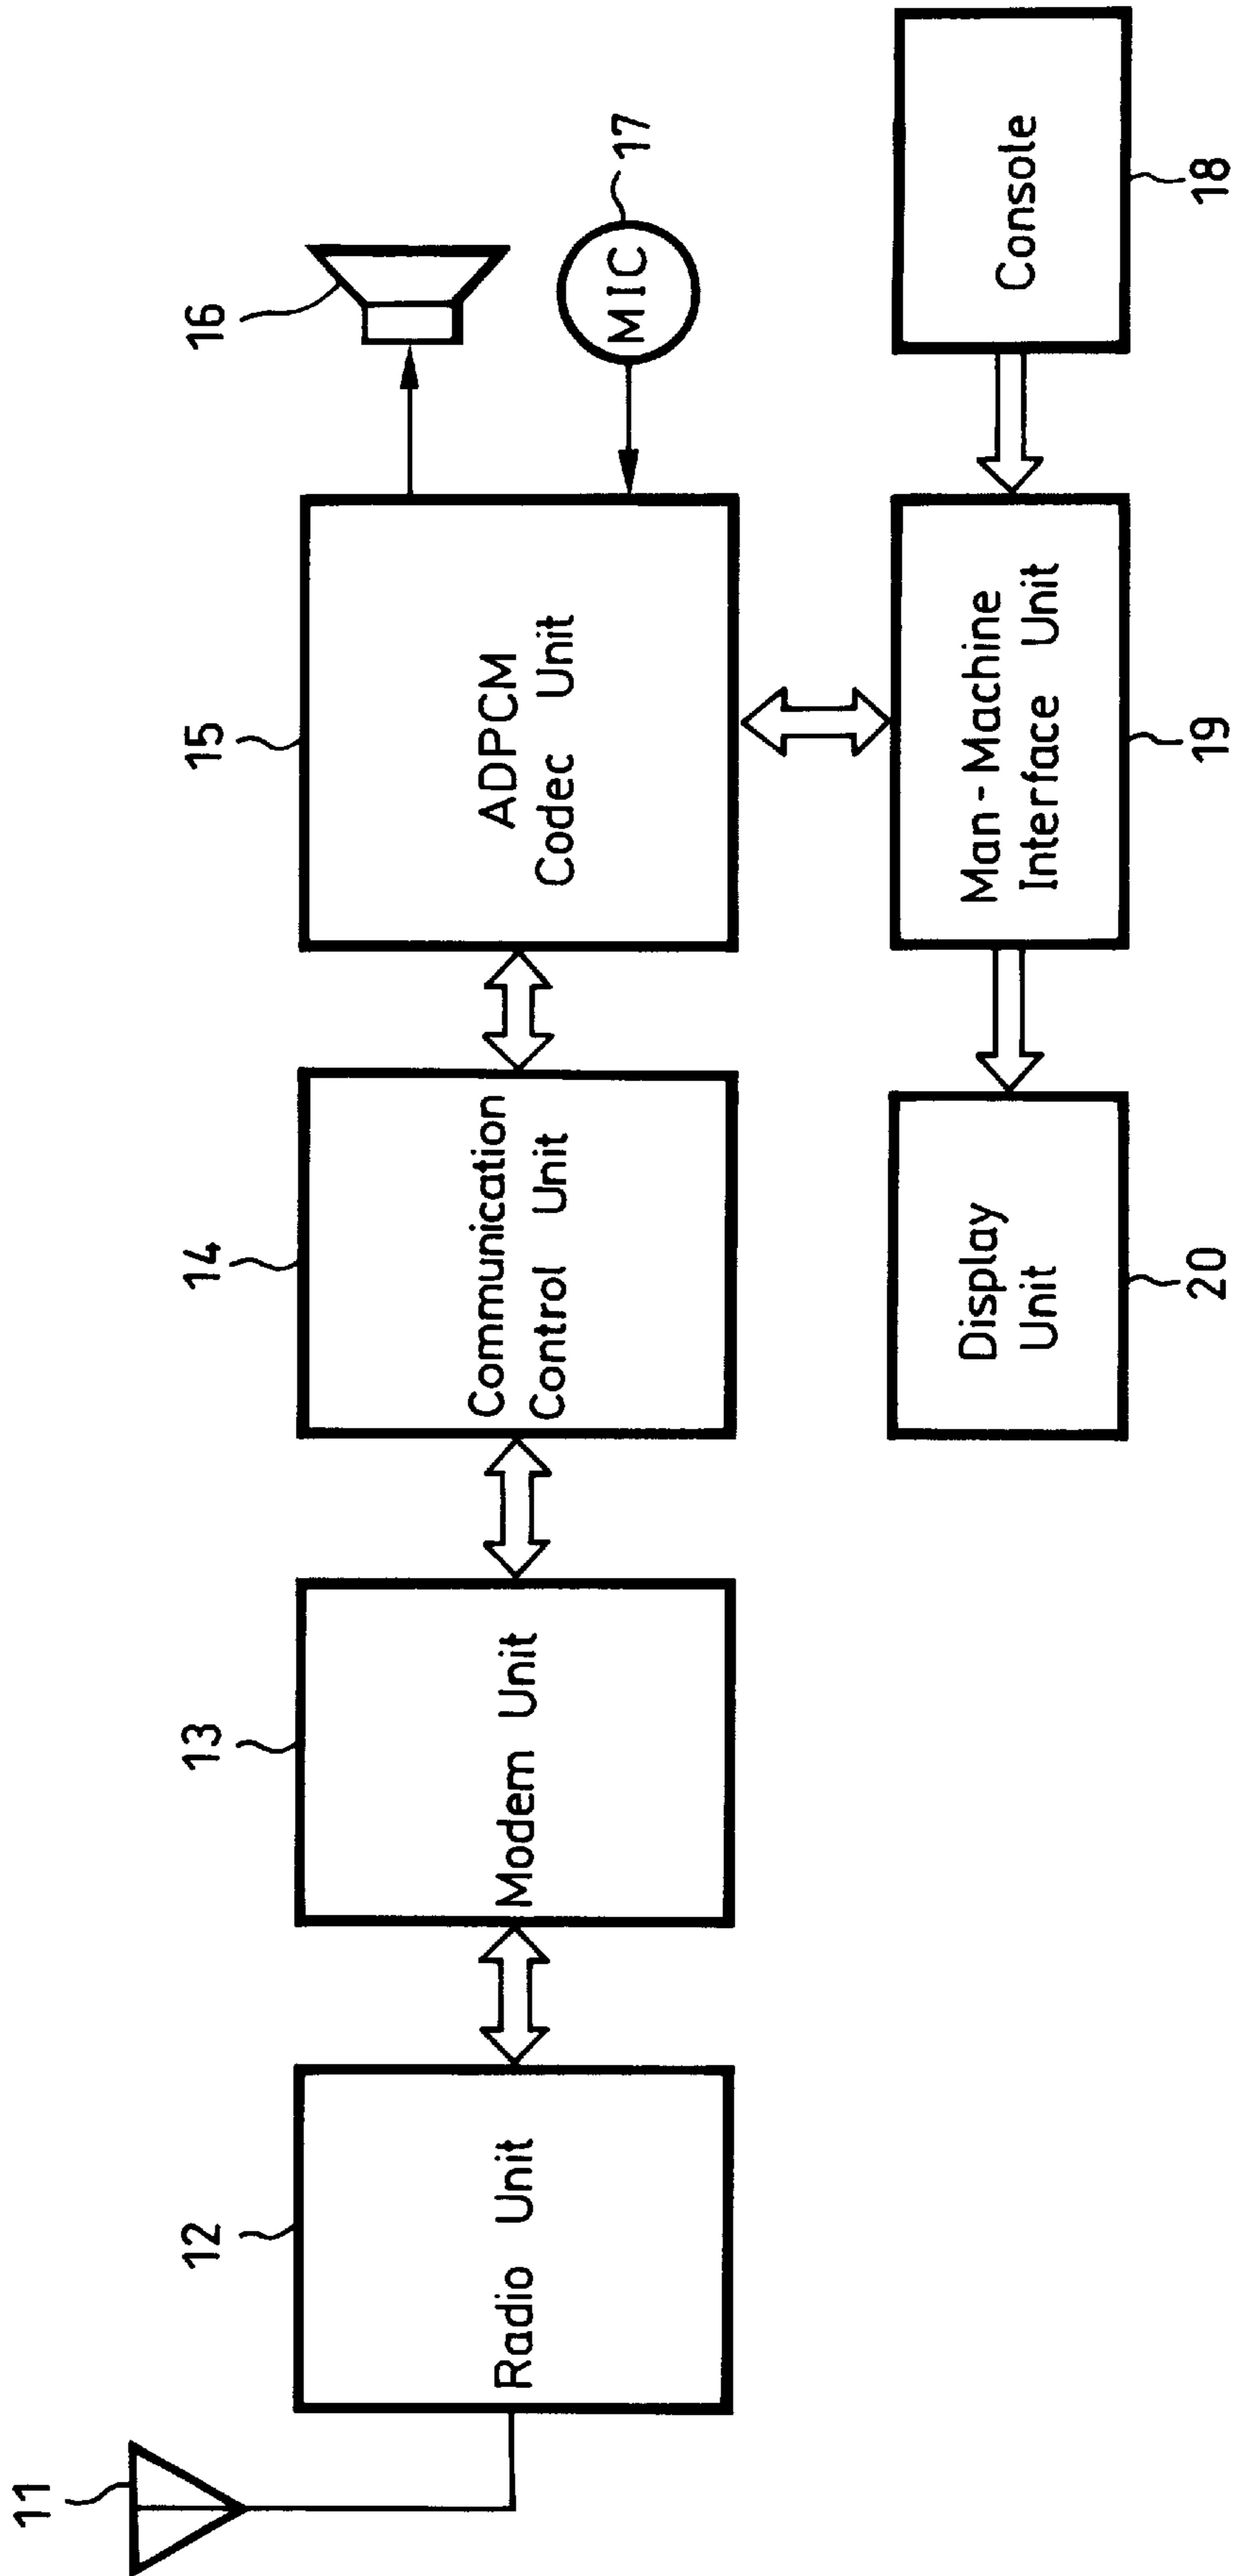 11
12
13
14
15
16
17
Radio Unit
Modem Unit
Communication
Control Unit
ADPCM
Codec Unit
MIC
Display
Unit
Man-Machine
Interface Unit
Console
20
19
18